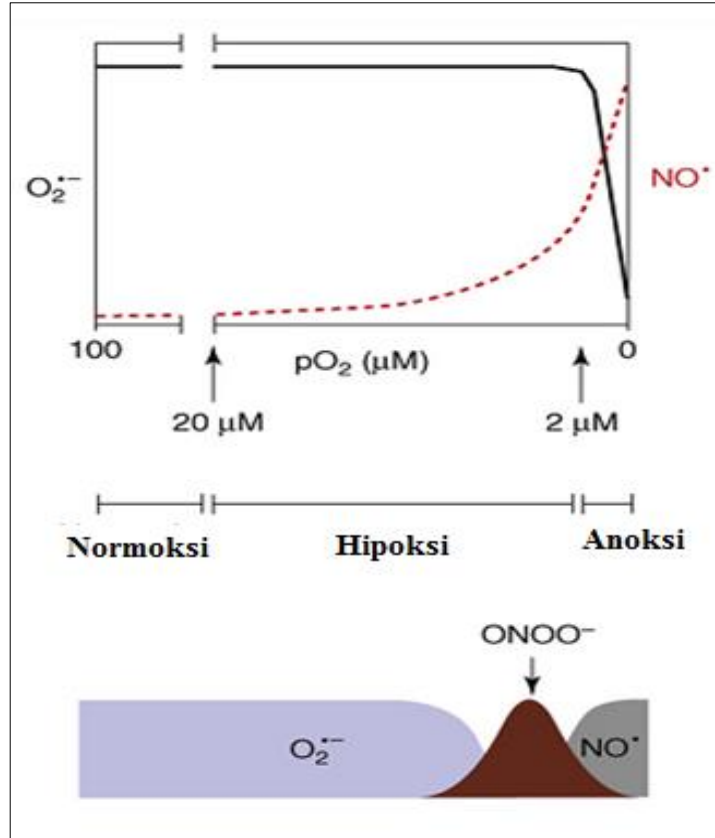 O₂•⁻
NO•
100
pO₂ (μM)
0
20 μM
2 μM
Normoksi
Hipoksi
Anoksi
ONOO⁻
O₂•⁻
NO•